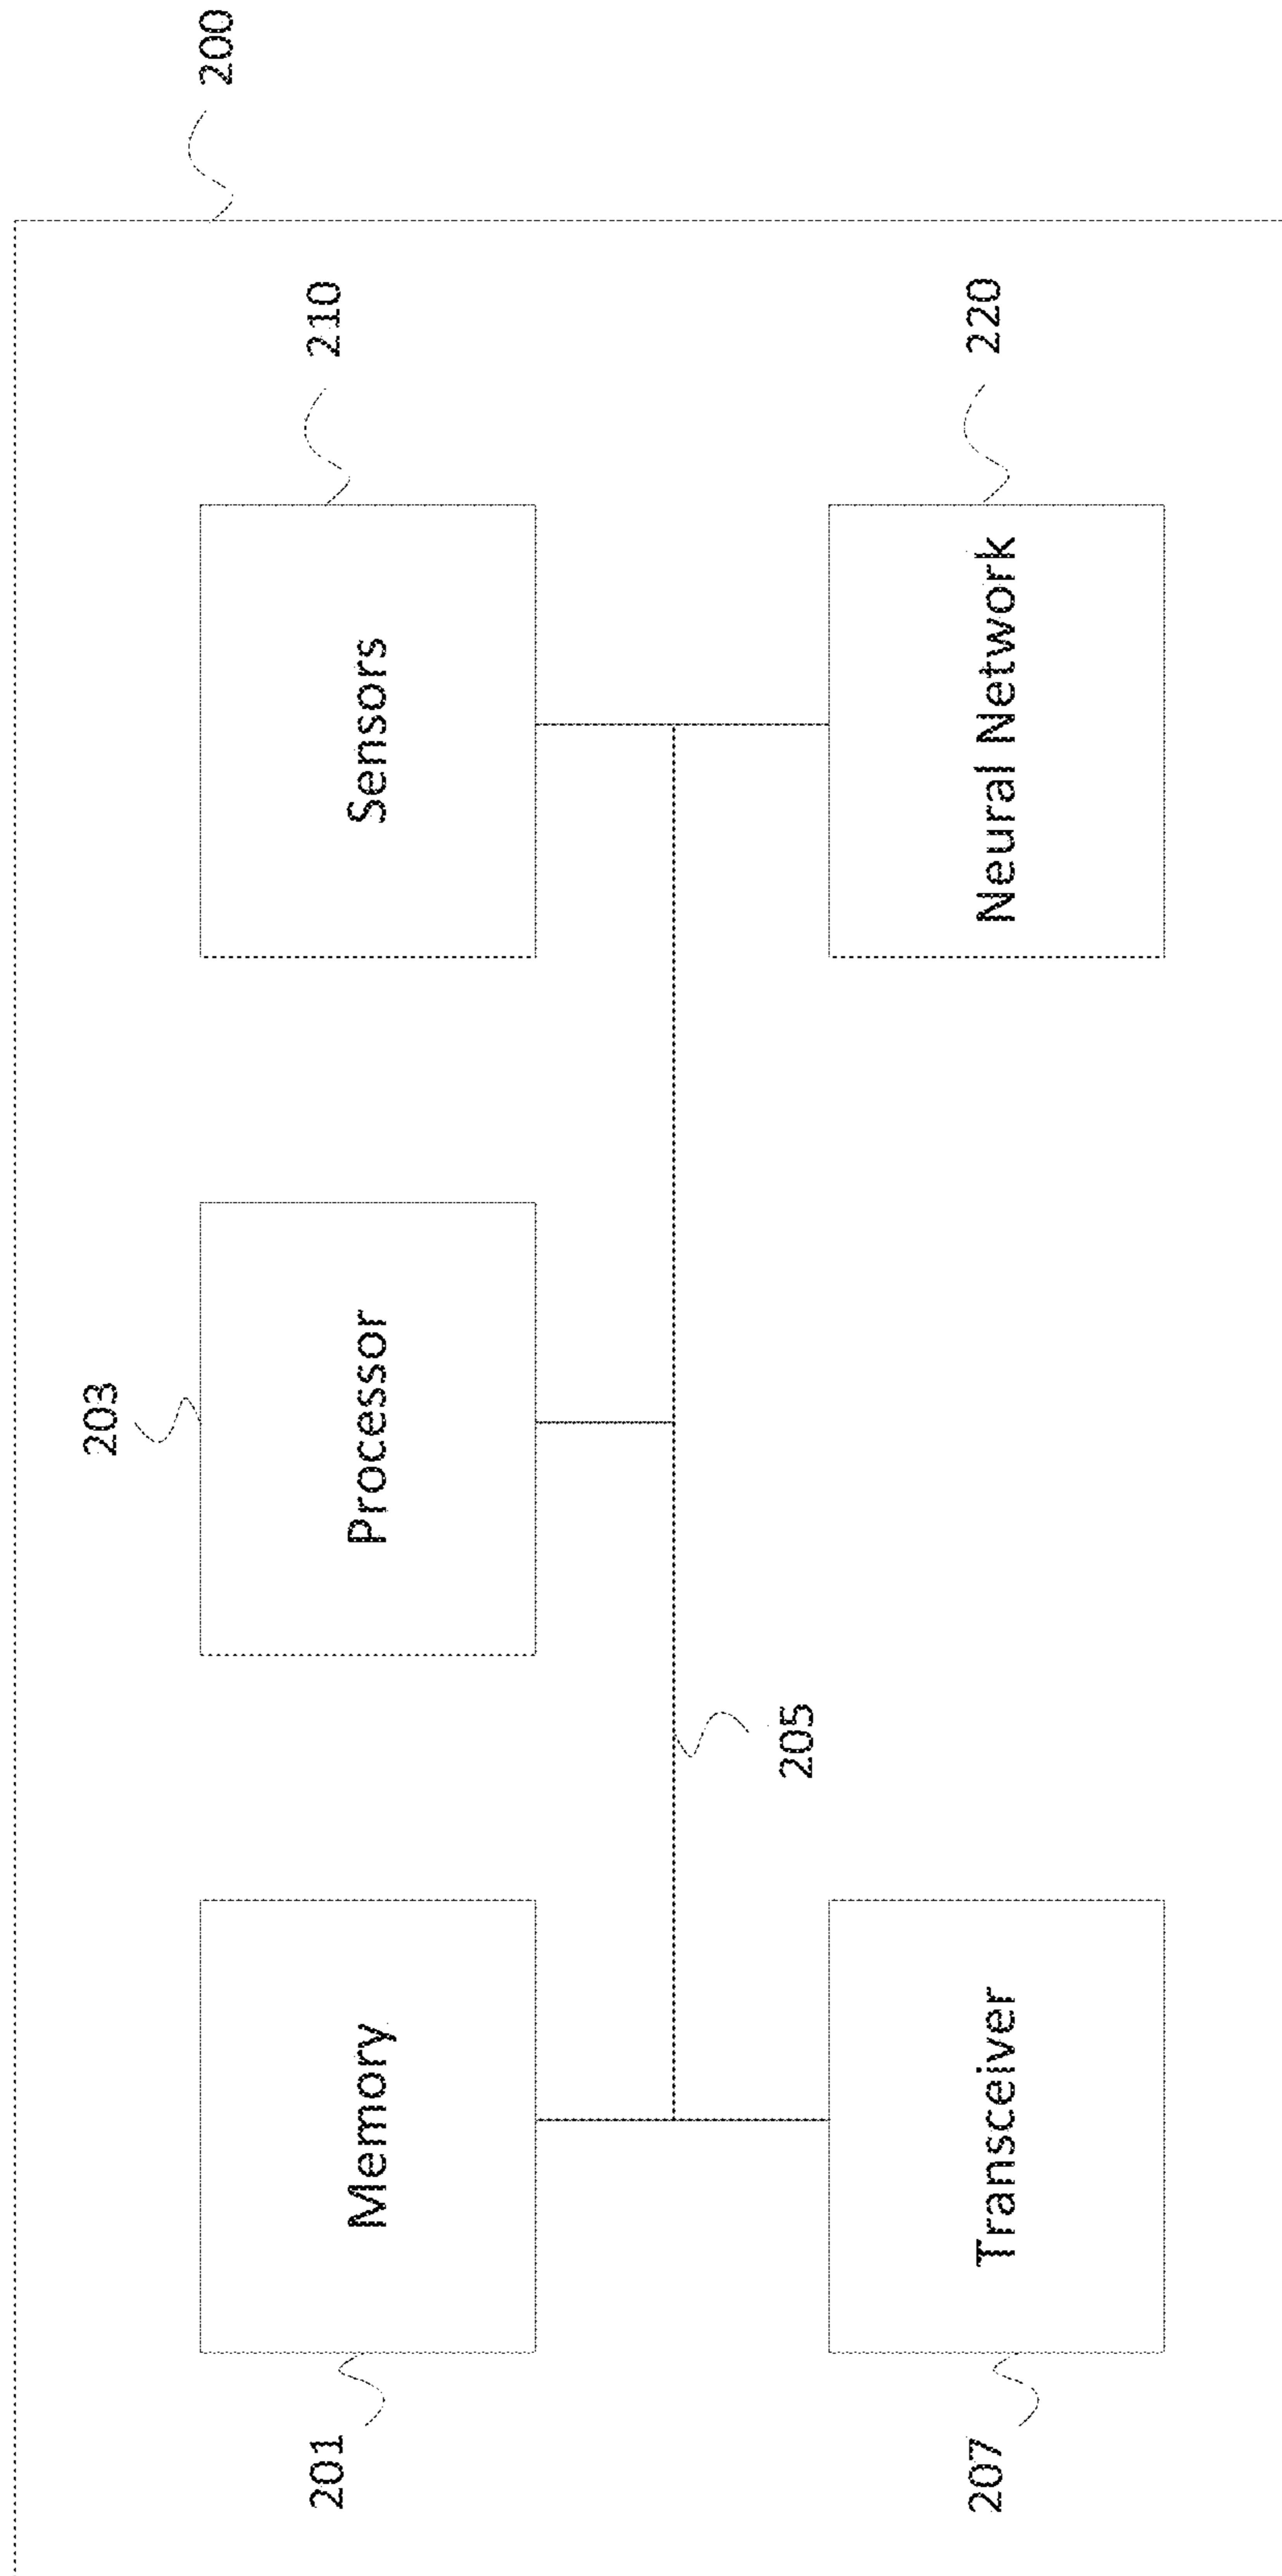 200
203
210
Memory
Processor
Sensors
201
205
220
Transceiver
Neural Network
207